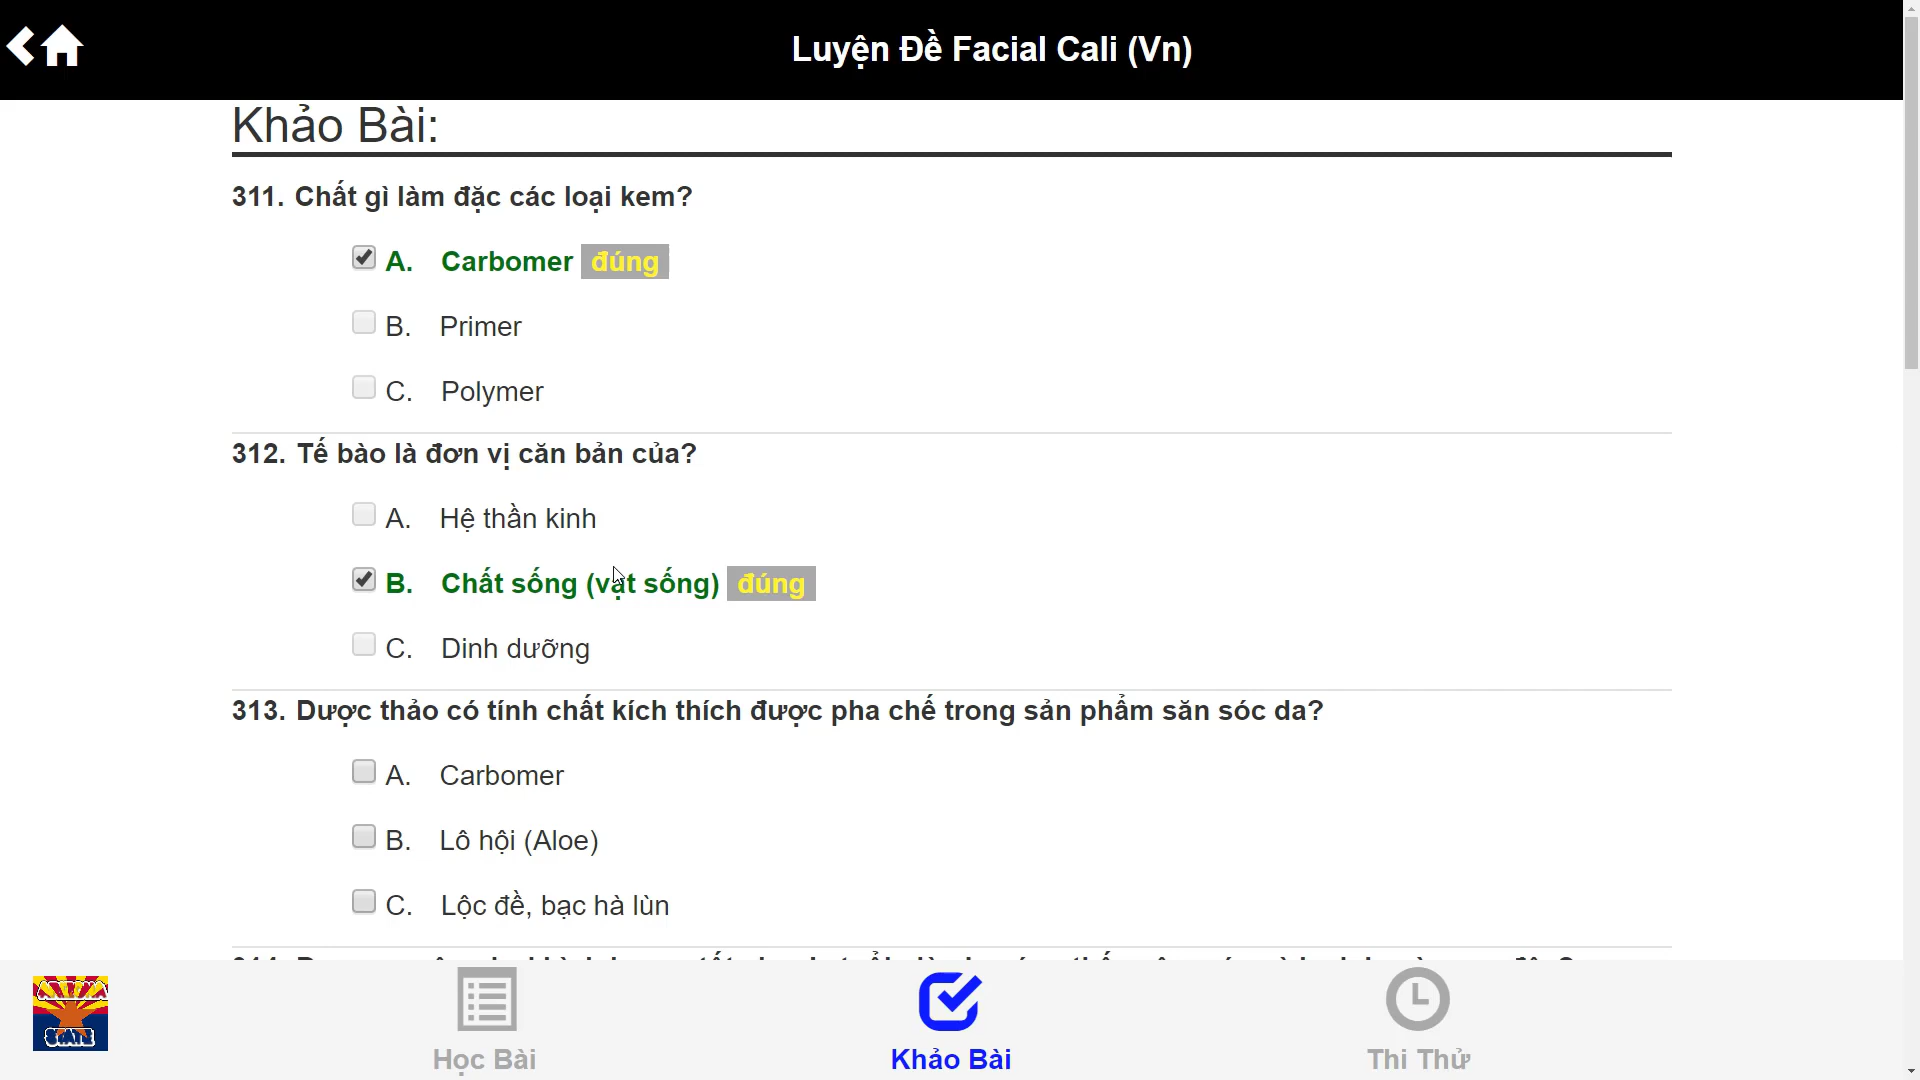 Luyện Đề Facial Cali (Vn)
Khảo Bài:
311. Chất gì làm đặc các loại kem?
A. Carbomer đúng
B. Primer
C. Polymer
312. Tế bào là đơn vị căn bản của?
A. Hệ thần kinh
B. Chất sống (vật sống) đúng
C. Dinh dưỡng
313. Dược thảo có tính chất kích thích được pha chế trong sản phẩm săn sóc da?
A. Carbomer
B. Lô hội (Aloe)
C. Lộc đề, bạc hà lùn
ARIZONA
STATE
Học Bài
Khảo Bài
Thi Thử